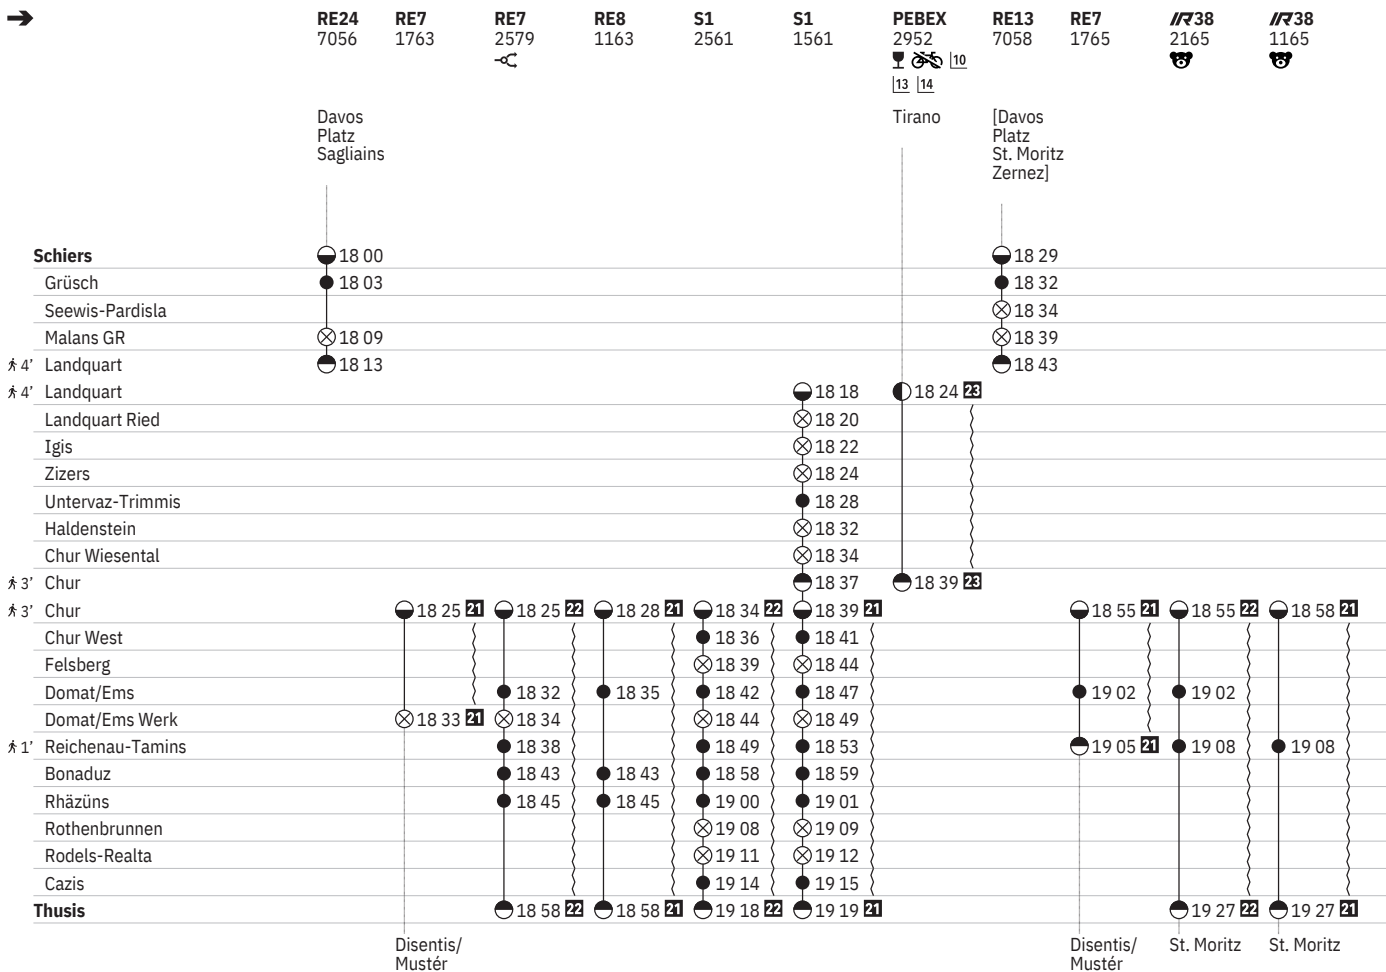 RE24 RE7 RE7 RE8 S1 S1 PEBEX RE13 RE7 IR38 IR38
7056 1763 2579 1163 2561 1561 2952 7058 1765 2165 1165
10
13 14
Davos Tirano [Davos
Platz Platz
Sagliains St. Moritz
Zernez]
Schiers 18 00 18 29
Grüsch 18 03 18 32
Seewis-Pardisla 18 34
Malans GR 18 09 18 39
4' Landquart 18 13 18 43
4' Landquart 18 18 18 24 23
Landquart Ried 18 20
Igis 18 22
Zizers 18 24
Untervaz-Trimmis 18 28
Haldenstein 18 32
Chur Wiesental 18 34
3' Chur 18 37 18 39 23
3' Chur 18 25 21 18 25 22 18 28 21 18 34 22 18 39 21 18 55 21 18 55 22 18 58 21
Chur West 18 36 18 41
Felsberg 18 39 18 44
Domat/Ems 18 32 18 35 18 42 18 47 19 02 19 02
Domat/Ems Werk 18 33 21 18 34 18 44 18 49
1' Reichenau-Tamins 18 38 18 49 18 53 19 05 21 19 08 19 08
Bonaduz 18 43 18 43 18 58 18 59
Rhäzüns 18 45 18 45 19 00 19 01
Rothenbrunnen 19 08 19 09
Rodels-Realta 19 11 19 12
Cazis 19 14 19 15
Thusis 18 58 22 18 58 21 19 18 22 19 19 21 19 27 22 19 27 21
Disentis/ Disentis/ St. Moritz St. Moritz
Mustér Mustér